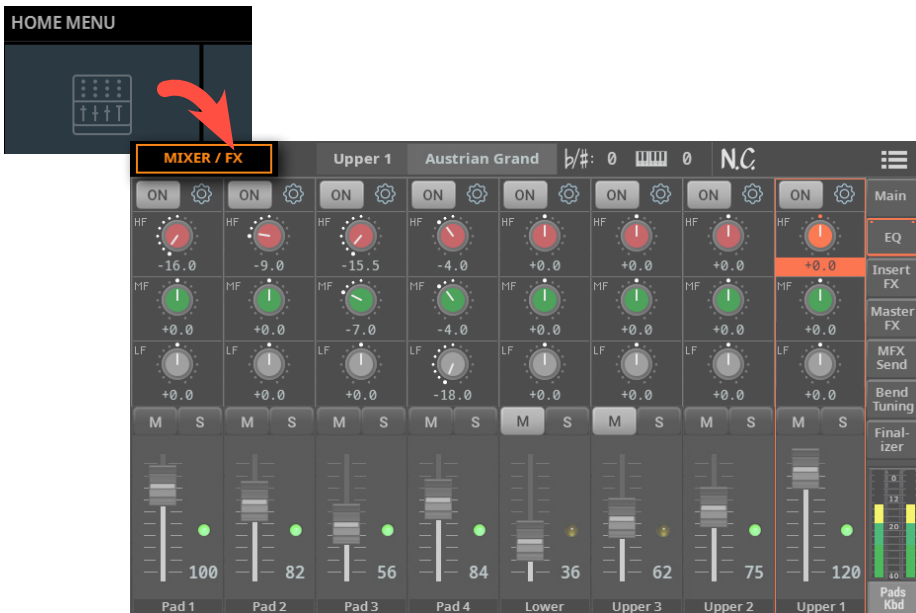 HOME MENU
MIXER / FX Upper 1 Austrian Grand b/#: 0 0 N.C.
ON ON ON ON ON ON ON ON Main
HF HF HF HF HF HF HF HF EQ
-16.0 -9.0 -15.5 -4.0 +0.0 +0.0 +0.0 +0.0
Insert
FX
MF MF MF MF MF MF MF MF
+0.0 +0.0 -7.0 -4.0 +0.0 +0.0 +0.0 +0.0
Master
FX
LF LF LF LF LF LF LF LF
+0.0 +0.0 +0.0 -18.0 +0.0 +0.0 +0.0 +0.0
MFX
Send
Bend
Tuning
M S M S M S M S M S M S M S M S
Final-
izer
0
12
20
40
100 82 56 84 36 62 75 120
Pad 1 Pad 2 Pad 3 Pad 4 Lower Upper 3 Upper 2 Upper 1
Pads
Kbd